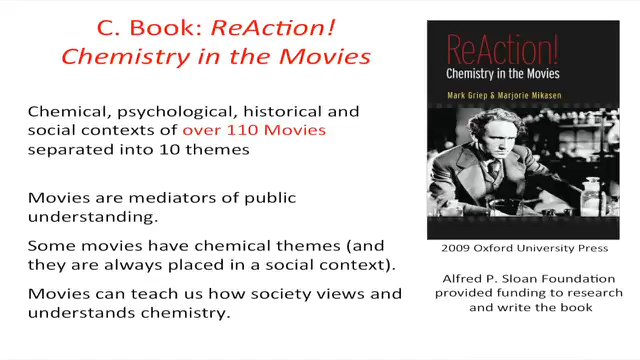 C. Book: ReAction!
Chemistry in the Movies
Chemical, psychological, historical and
social contexts of over 110 Movies
separated into 10 themes
Movies are mediators of public
understanding.
Some movies have chemical themes (and
they are always placed in a social context).
Movies can teach us how society views and
understands chemistry.
ReAction!
Chemistry in the Movies
Mark Griep & Marjorie Mikasen
2009 Oxford University Press
Alfred P. Sloan Foundation
provided funding to research
and write the book